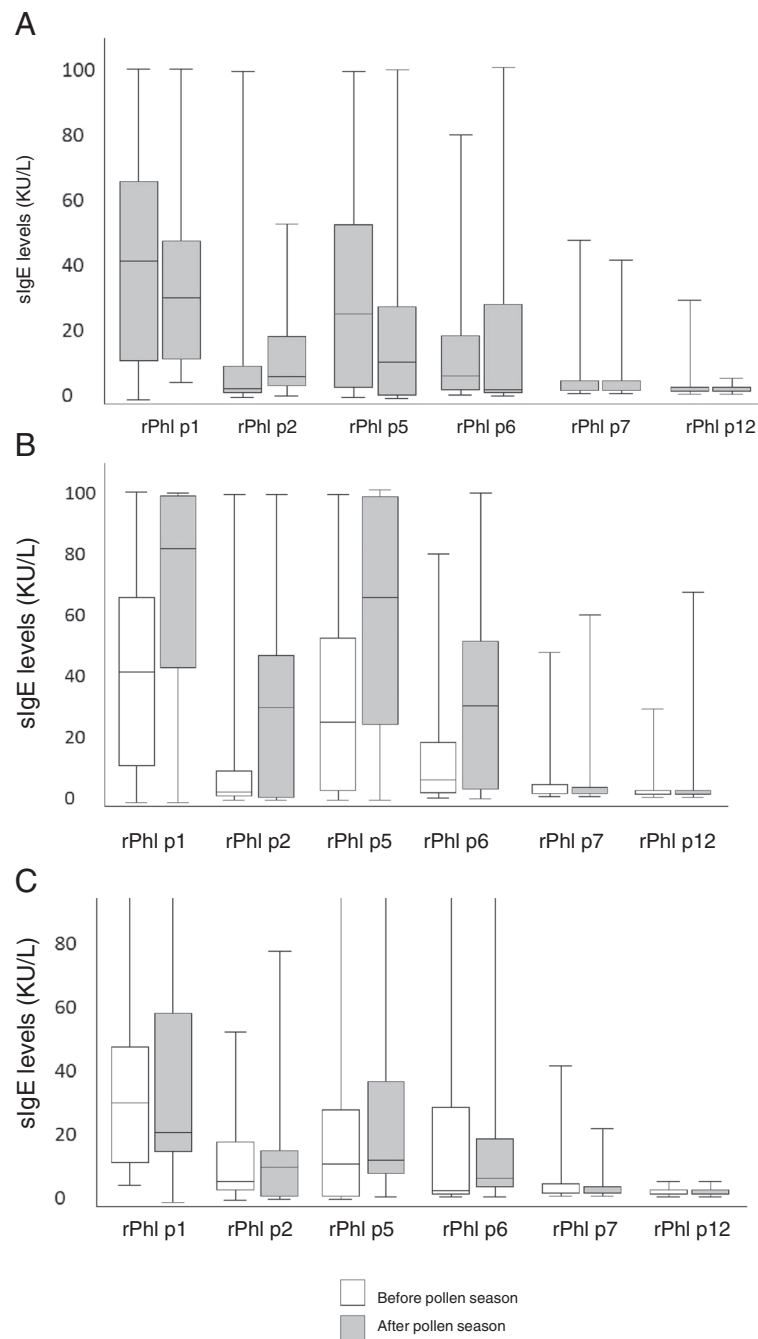 A
sIgE levels (KU/L)
100
80
60
40
20
0
rPhl p1 rPhl p2 rPhl p5 rPhl p6 rPhl p7 rPhl p12
B
sIgE levels (KU/L)
100
80
60
40
20
0
rPhl p1 rPhl p2 rPhl p5 rPhl p6 rPhl p7 rPhl p12
C
sIgE levels (KU/L)
80
60
40
20
0
rPhl p1 rPhl p2 rPhl p5 rPhl p6 rPhl p7 rPhl p12
Before pollen season
After pollen season